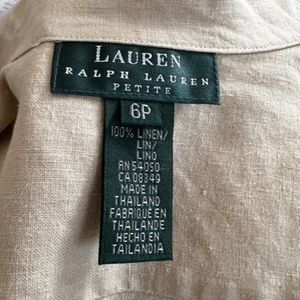 LAUREN
RALPH LAUREN
PETITE
6P
100% LINEN/
LIN/
LINO
RN 54050
CA 08349
MADE IN
THAILAND
FABRIQUÉ EN
THAILANDE
HECHO EN
TAILANDIA